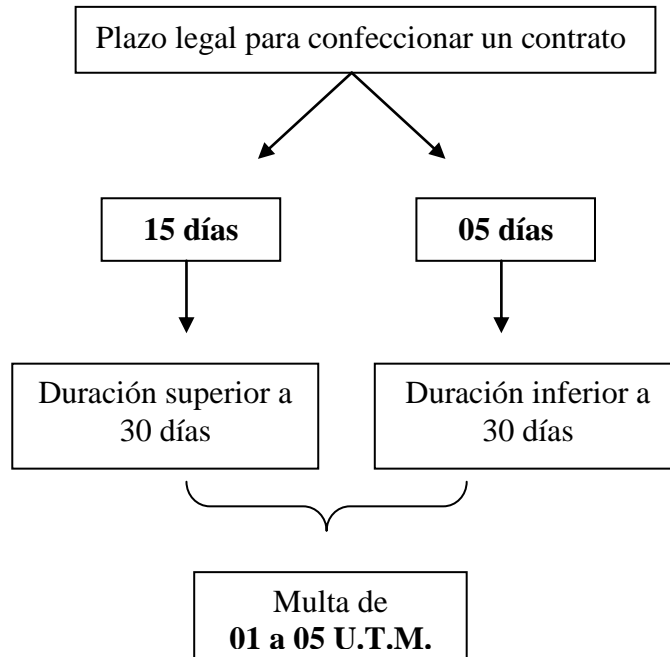 Plazo legal para confeccionar un contrato
15 días
05 días
Duración superior a
30 días
Duración inferior a
30 días
Multa de
01 a 05 U.T.M.